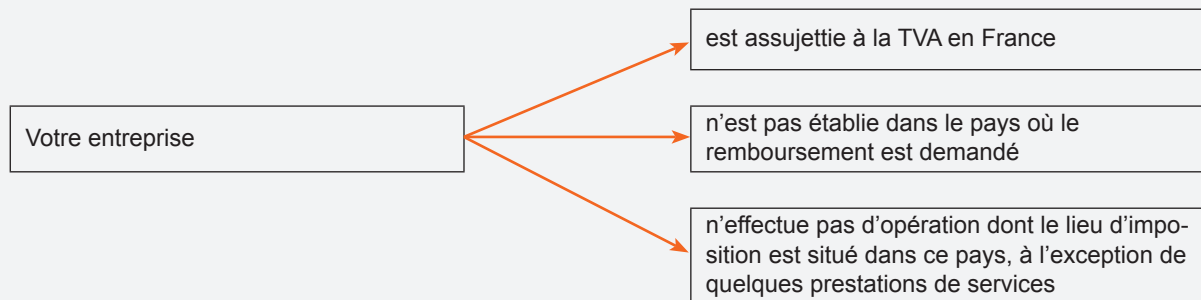 est assujettie à la TVA en France
Votre entreprise
n’est pas établie dans le pays où le
remboursement est demandé
n’effectue pas d’opération dont le lieu d’impo-
sition est situé dans ce pays, à l’exception de
quelques prestations de services